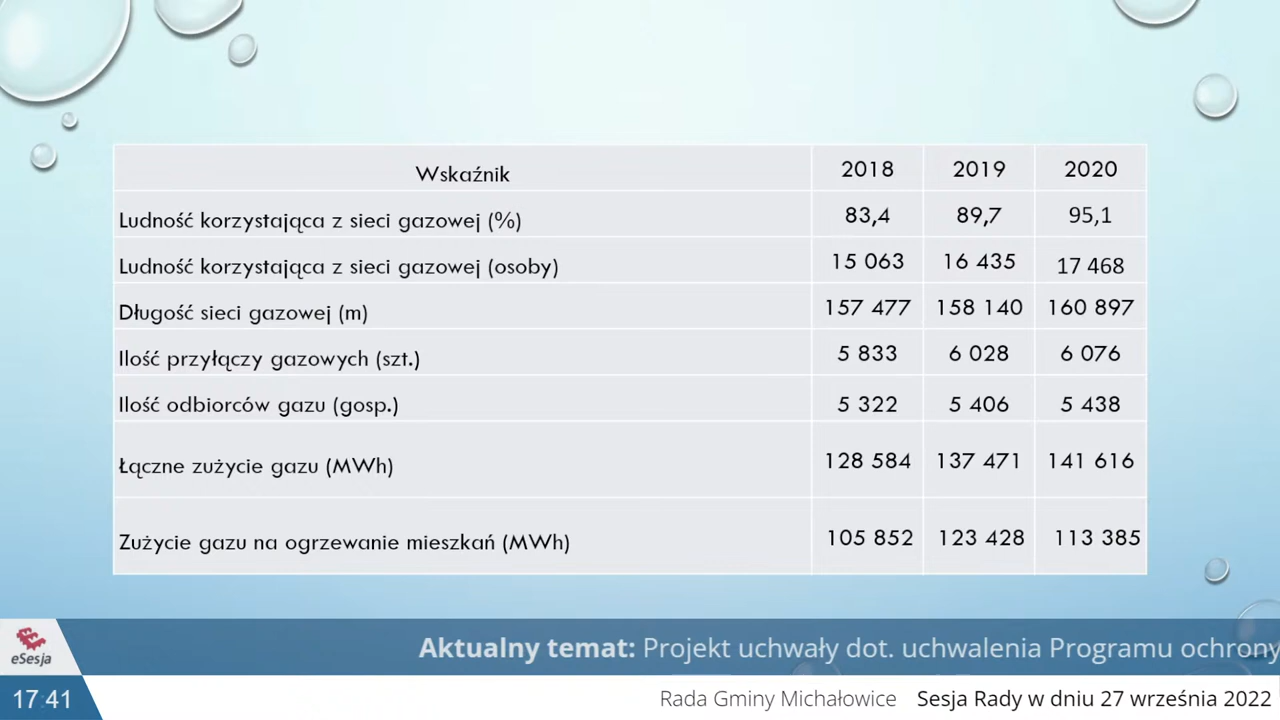 Wskaźnik 2018 2019 2020
Ludność korzystająca z sieci gazowej (%) 83,4 89,7 95,1
Ludność korzystająca z sieci gazowej (osoby) 15 063 16 435 17 468
Długość sieci gazowej (m) 157 477 158 140 160 897
Ilość przyłączy gazowych (szt.) 5 833 6 028 6 076
Ilość odbiorców gazu (gosp.) 5 322 5 406 5 438
Łączne zużycie gazu (MWh) 128 584 137 471 141 616
Zużycie gazu na ogrzewanie mieszkań (MWh) 105 852 123 428 113 385
Aktualny temat: Projekt uchwały dot. uchwalenia Programu ochrony
eSesja
17:41 Rada Gminy Michałowice Sesja Rady w dniu 27 września 2022